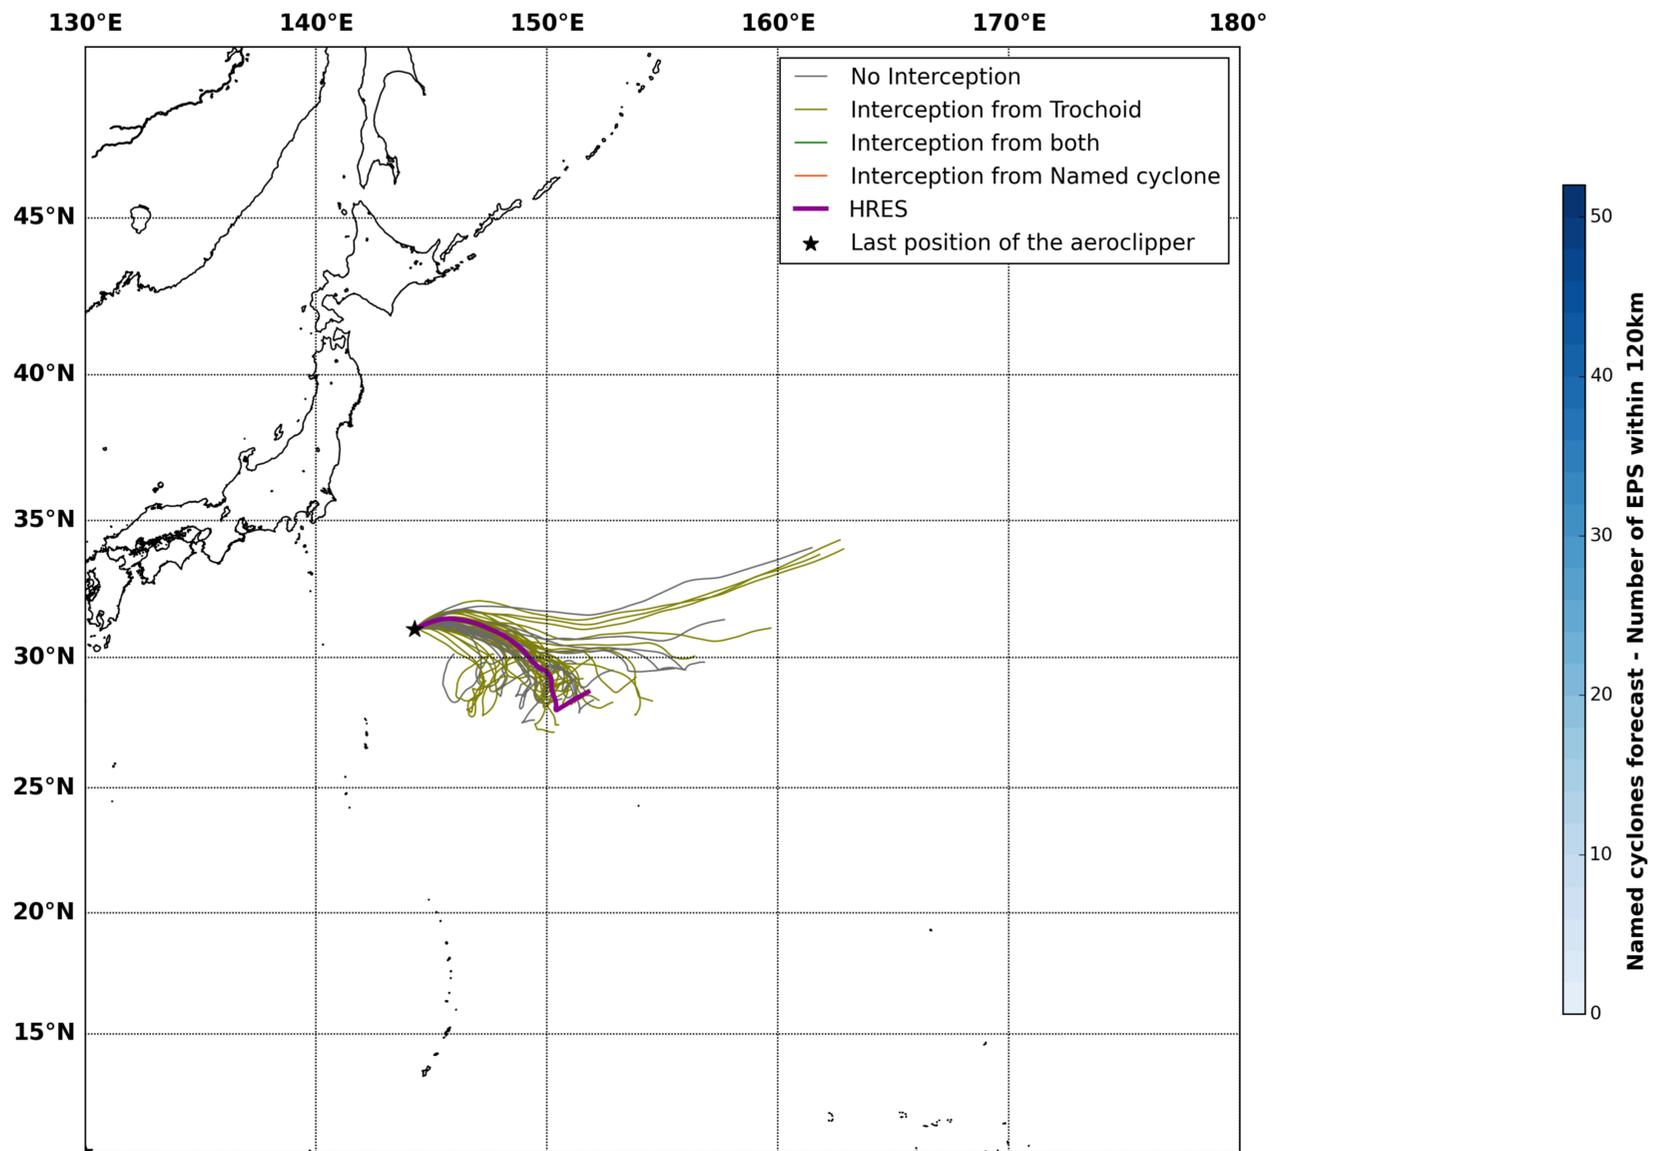 130°E 140°E 150°E 160°E 170°E 180°
No Interception
Interception from Trochoid
Interception from both
Interception from Named cyclone
HRES
Last position of the aeroclipper
45°N
40°N
35°N
30°N
25°N
20°N
15°N
50
40
30
20
10
0
Named cyclones forecast - Number of EPS within 120km